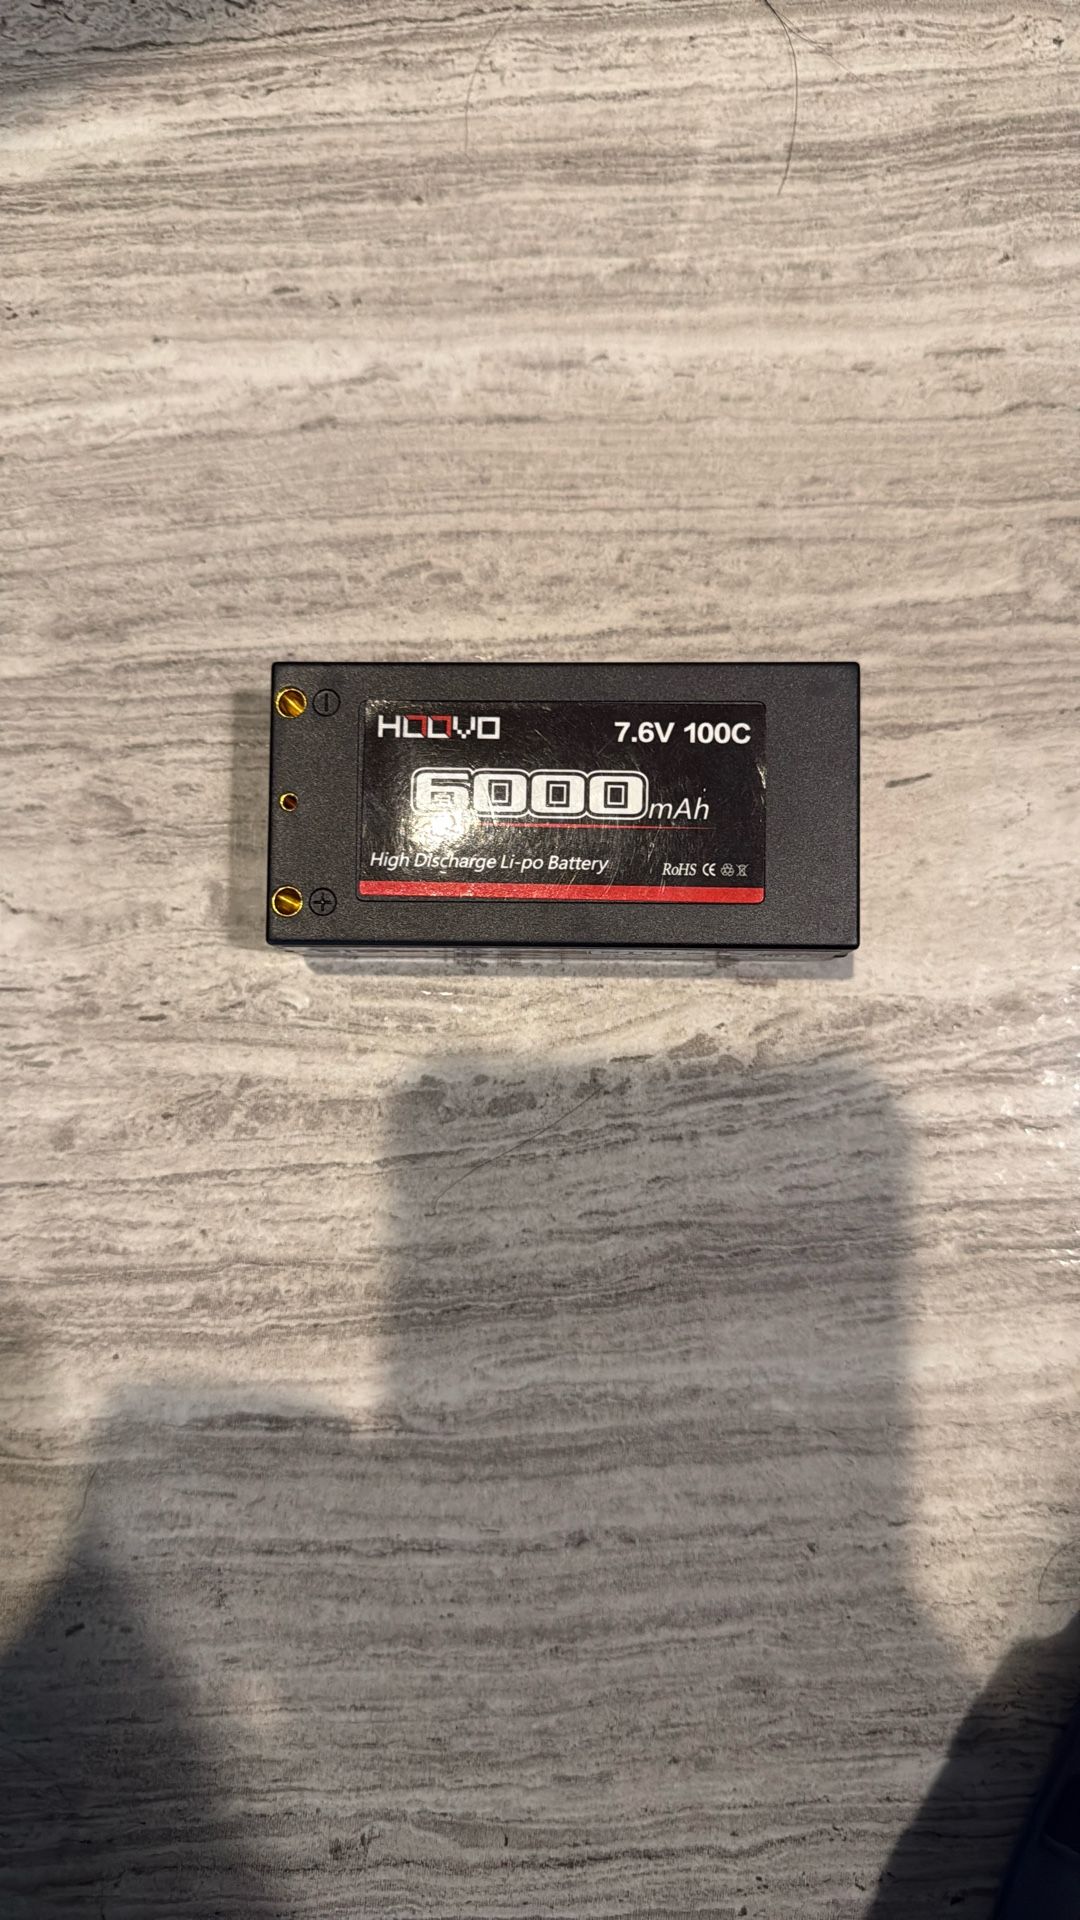 HOOVO
7.6V 100C
6000mAh
High Discharge Li-po Battery
RoHS CE